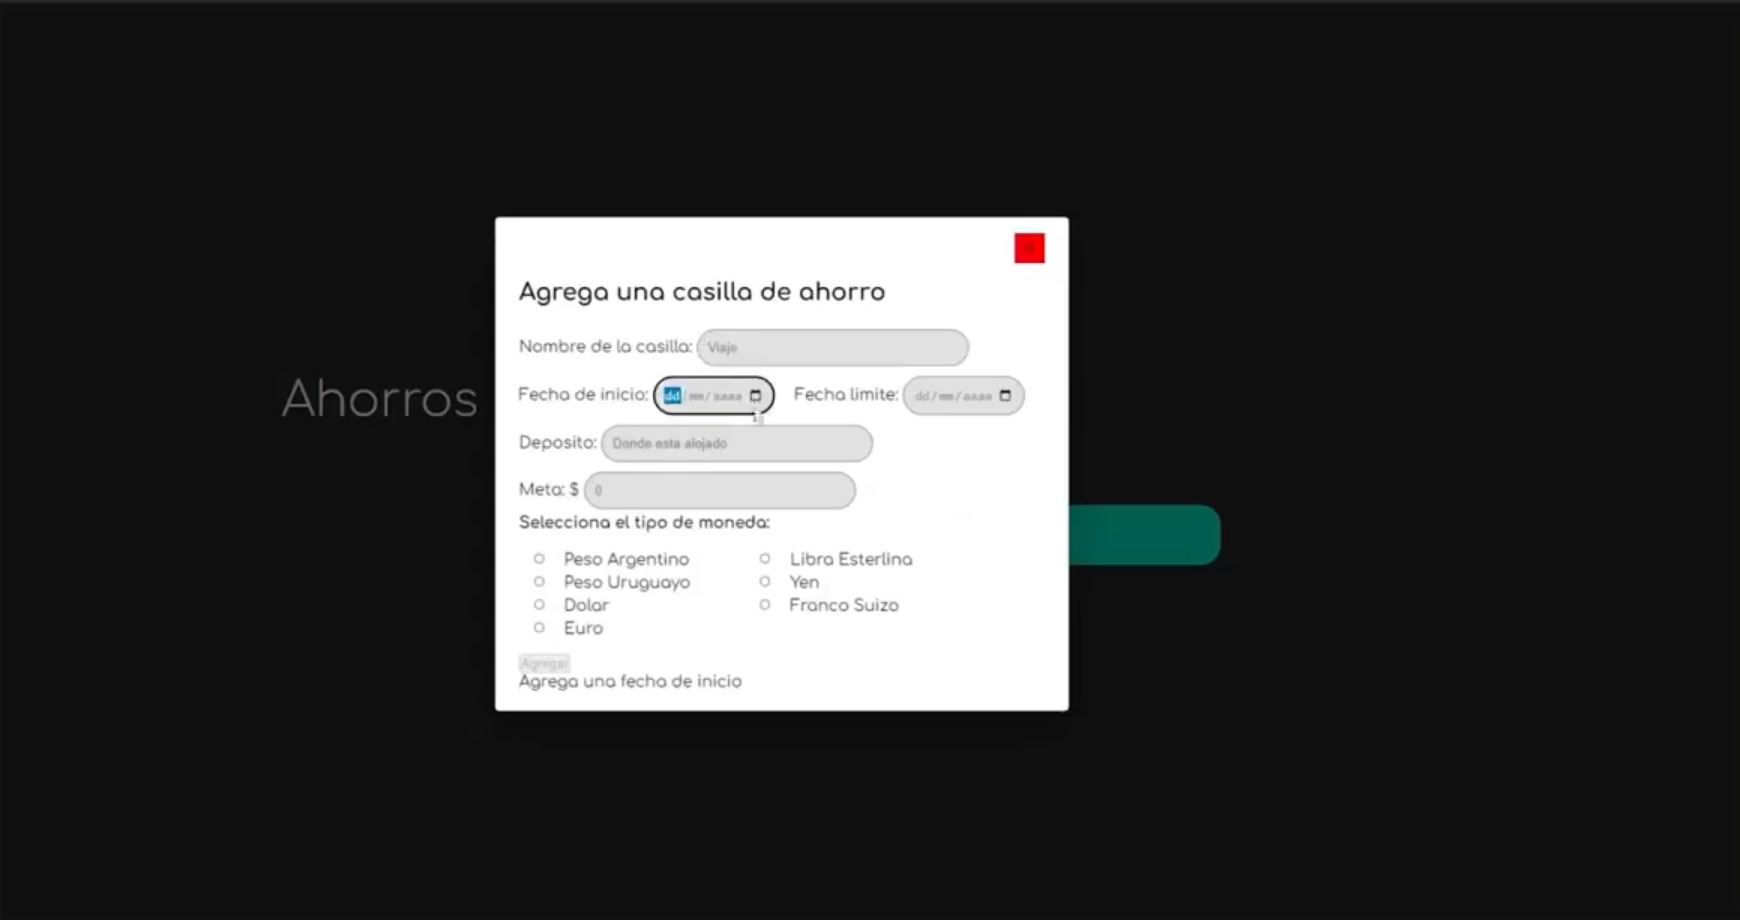 Agrega una casilla de ahorro
Nombre de la casilla: Viaje
Ahorros
Fecha de inicio: dd/mm/aaaa Fecha limite: dd/mm/aaaa
Deposito: Donde esta alojado
Meta: $ 0
Selecciona el tipo de moneda:
Peso Argentino Libra Esterlina
Peso Uruguayo Yen
Dolar Franco Suizo
Euro
Agregar
Agrega una fecha de inicio